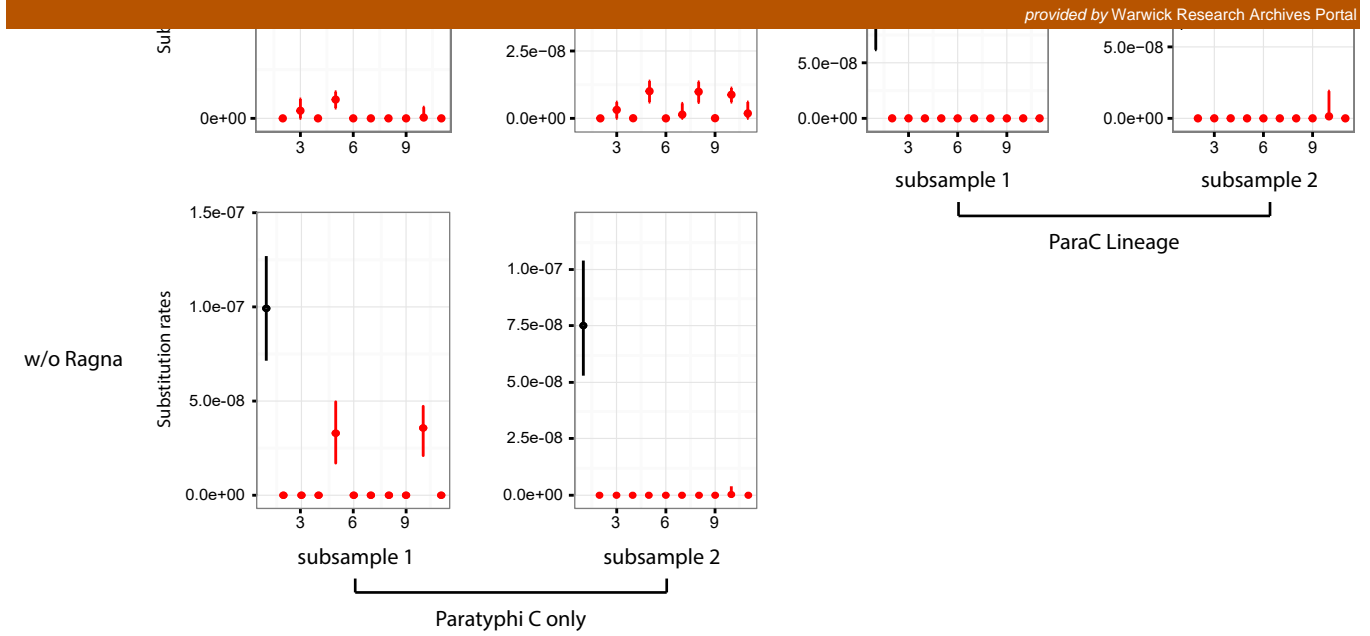 provided by Warwick Research Archives Portal
0e+00
3 6 9
2.5e-08
0.0e+00
3 6 9
5.0e-08
0.0e+00
3 6 9
subsample 1
5.0e-08
0.0e+00
3 6 9
subsample 2
ParaC Lineage
w/o Ragna
Substitution rates
1.5e-07
1.0e-07
5.0e-08
0.0e+00
3 6 9
subsample 1
1.0e-07
7.5e-08
5.0e-08
2.5e-08
0.0e+00
3 6 9
subsample 2
Paratyphi C only